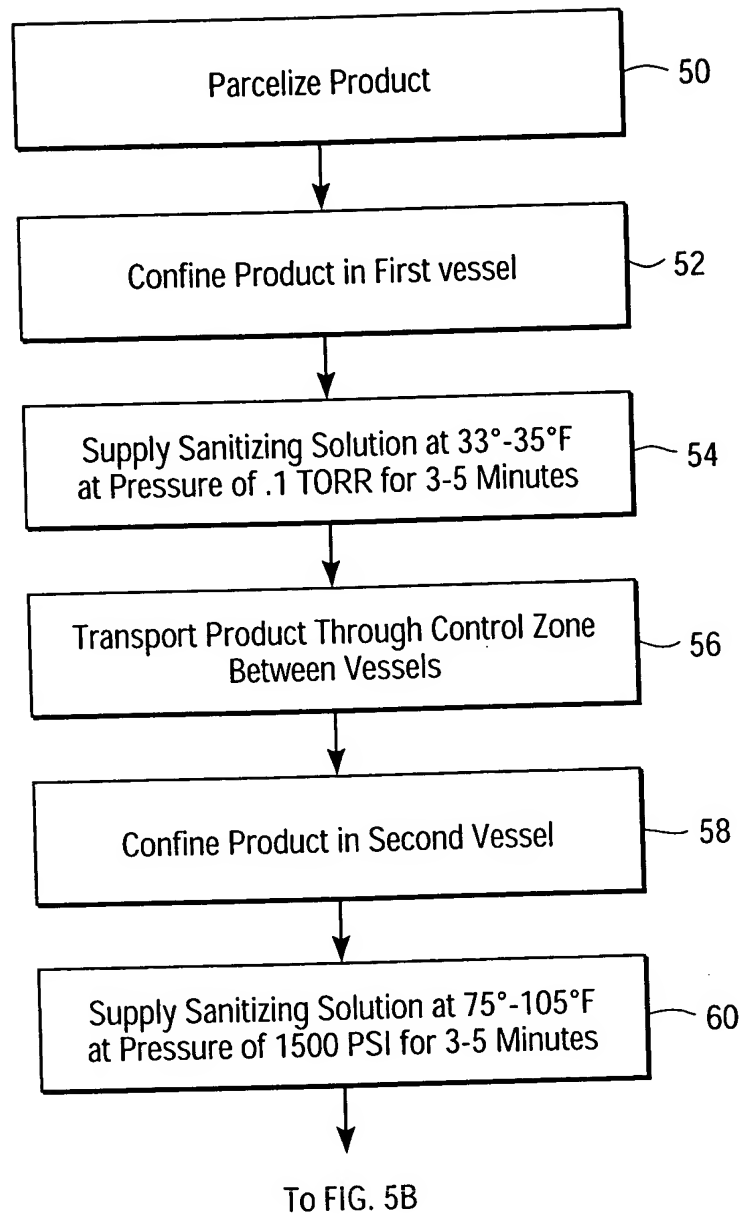 Parcelize Product
50
Confine Product in First vessel
52
Supply Sanitizing Solution at 33°-35°F
at Pressure of .1 TORR for 3-5 Minutes
54
Transport Product Through Control Zone
Between Vessels
56
Confine Product in Second Vessel
58
Supply Sanitizing Solution at 75°-105°F
at Pressure of 1500 PSI for 3-5 Minutes
60
To FIG. 5B